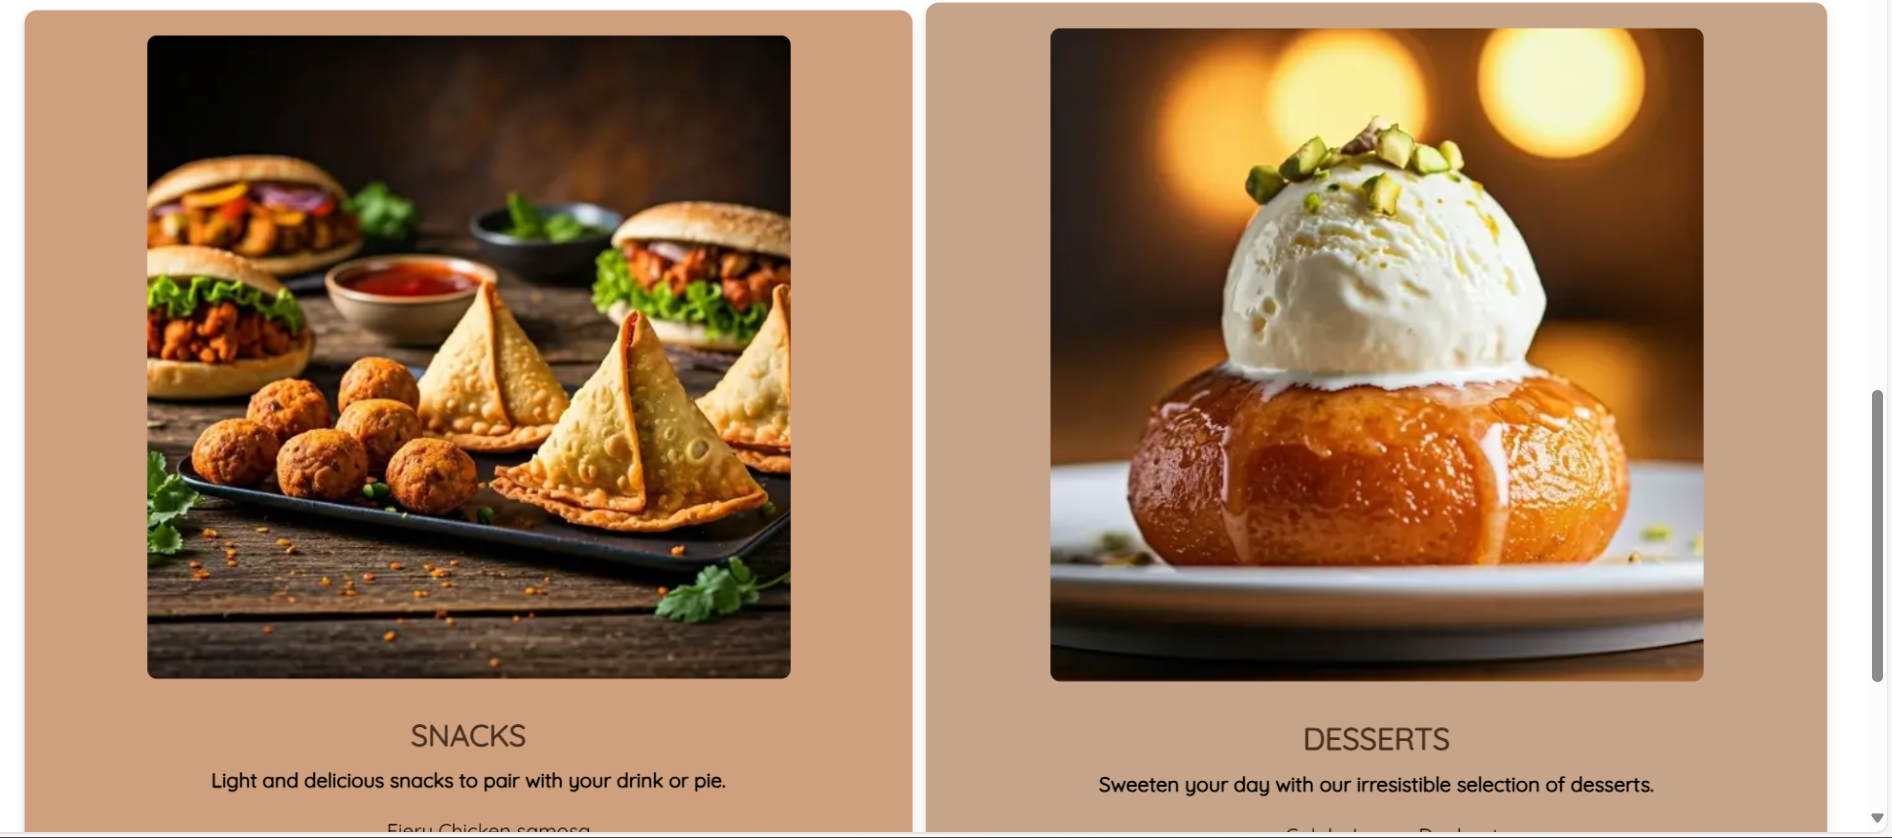 SNACKS
Light and delicious snacks to pair with your drink or pie.
Fiery Chicken samosa
DESSERTS
Sweeten your day with our irresistible selection of desserts.